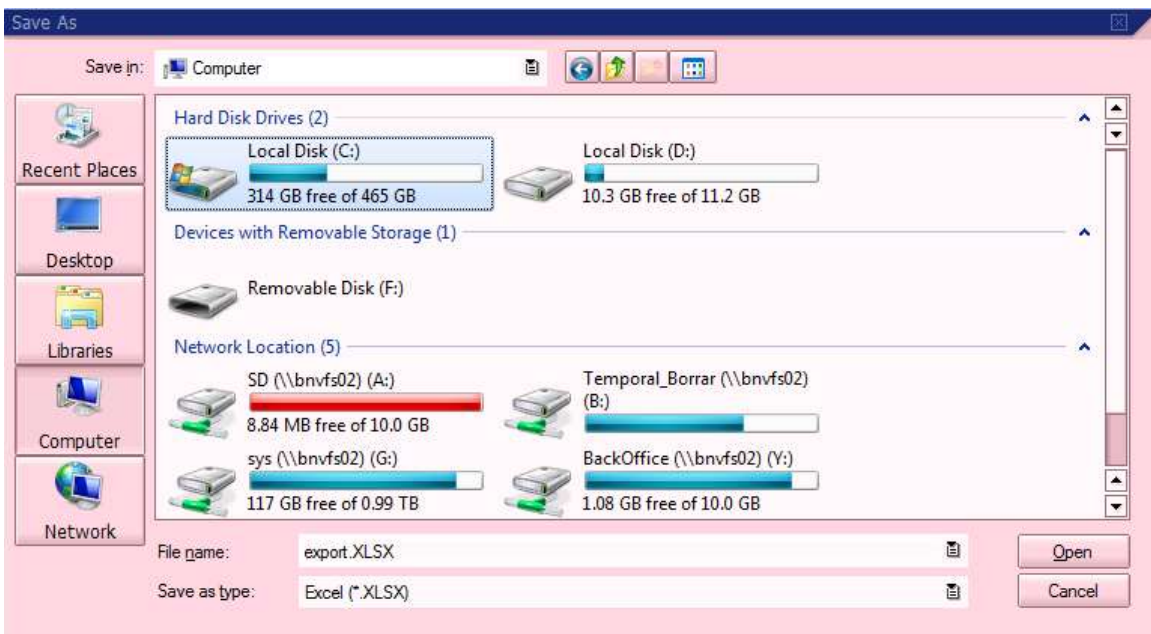 Save As
Save in:
Computer
Recent Places
Desktop
Libraries
Computer
Network
Hard Disk Drives (2)
Local Disk (C:)
314 GB free of 465 GB
Local Disk (D:)
10.3 GB free of 11.2 GB
Devices with Removable Storage (1)
Removable Disk (F:)
Network Location (5)
SD (\\bnvfs02) (A:)
8.84 MB free of 10.0 GB
Temporal_Borrar (\\bnvfs02)
(B:)
sys (\\bnvfs02) (G:)
117 GB free of 0.99 TB
BackOffice (\\bnvfs02) (Y:)
1.08 GB free of 10.0 GB
File name:
export.XLSX
Open
Save as type:
Excel (*.XLSX)
Cancel